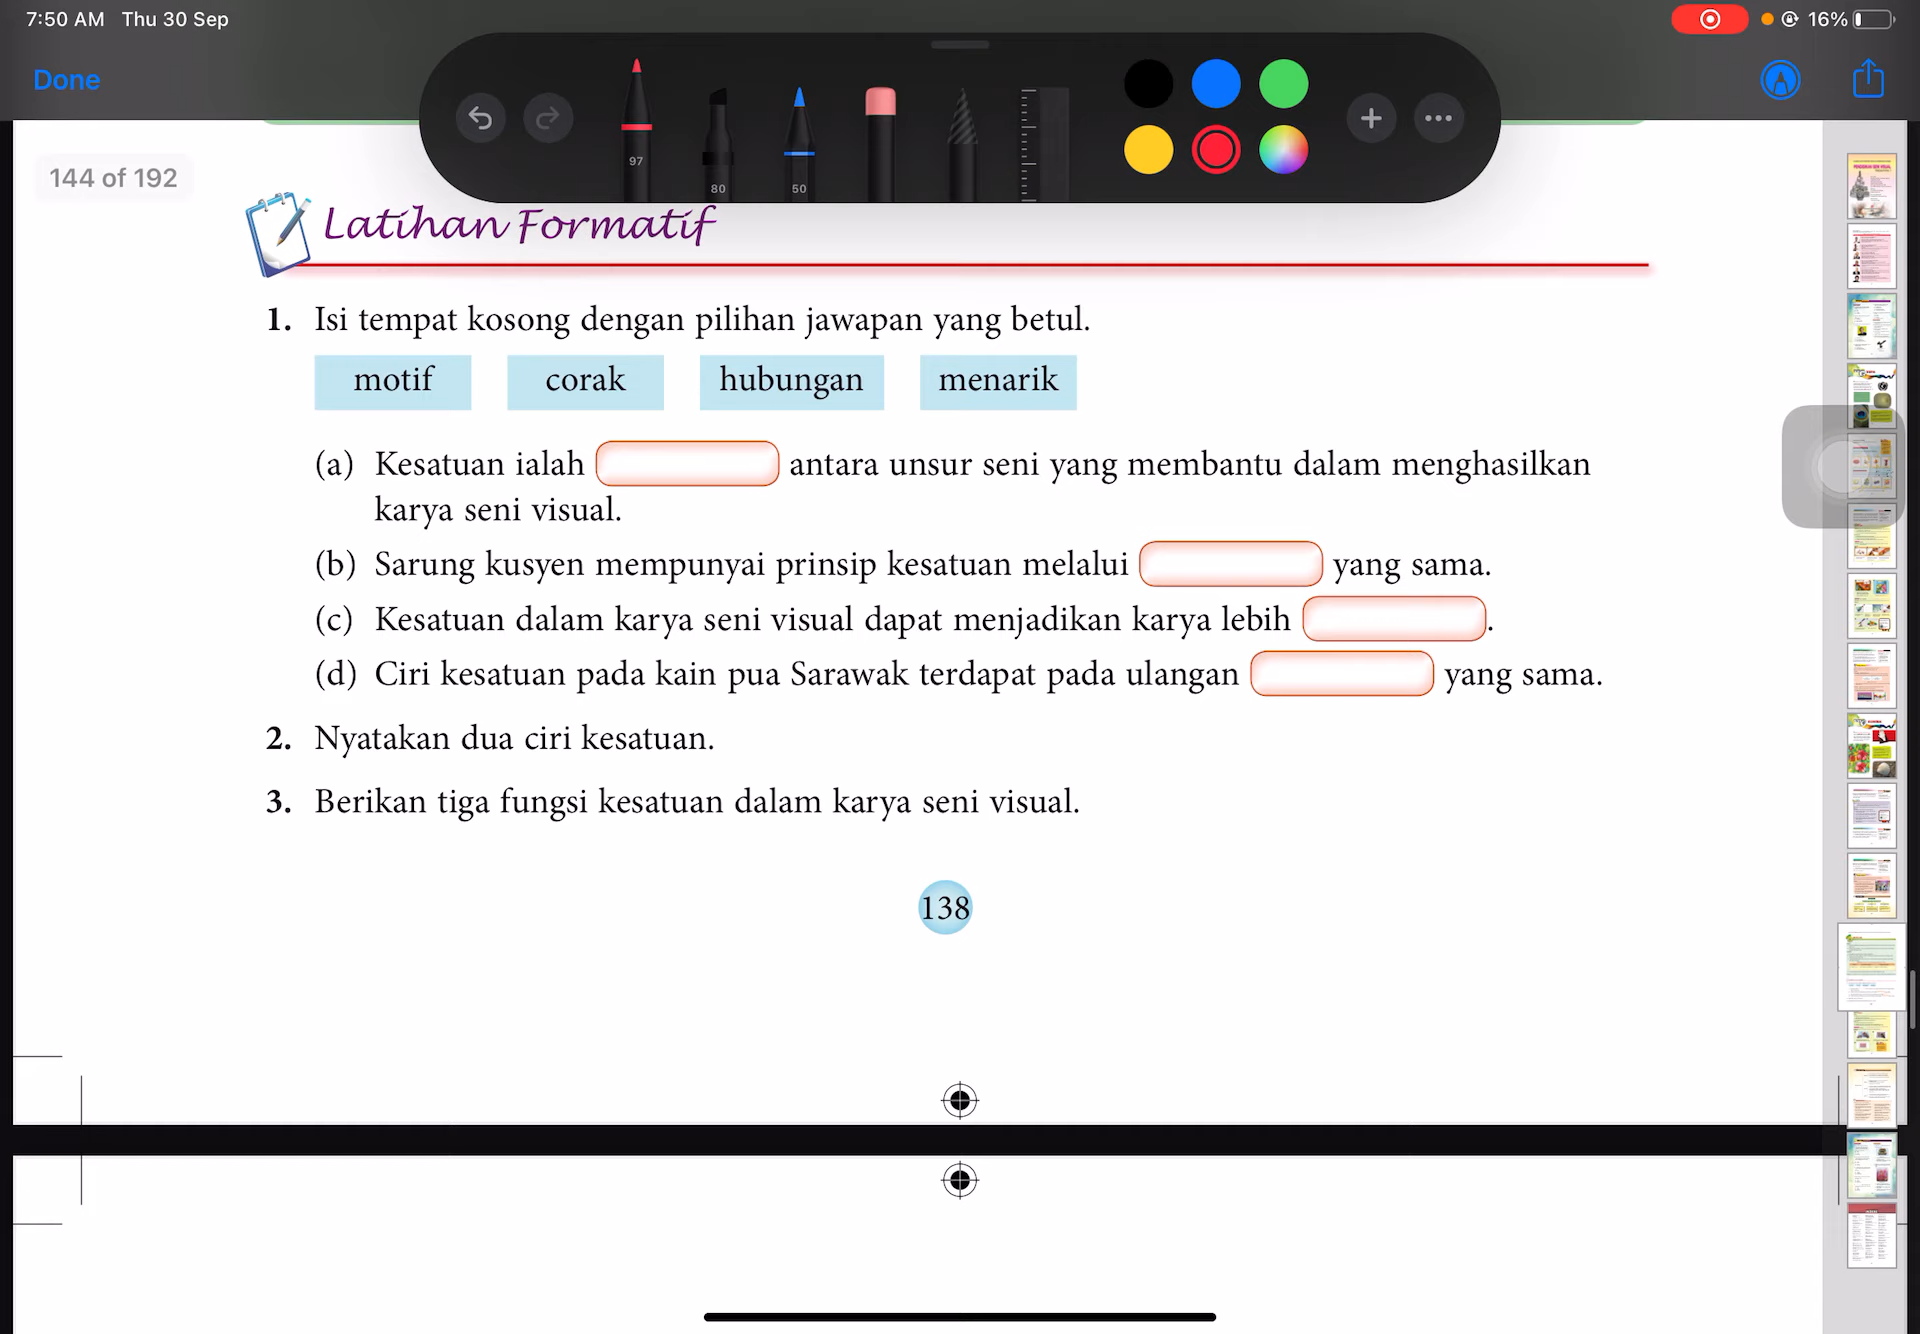 7:50 AM Thu 30 Sep
16%
Done
97
80
50
144 of 192
Latihan Formatif
1. Isi tempat kosong dengan pilihan jawapan yang betul.
motif corak hubungan menarik
(a) Kesatuan ialah antara unsur seni yang membantu dalam menghasilkan
karya seni visual.
(b) Sarung kusyen mempunyai prinsip kesatuan melalui yang sama.
(c) Kesatuan dalam karya seni visual dapat menjadikan karya lebih .
(d) Ciri kesatuan pada kain pua Sarawak terdapat pada ulangan yang sama.
2. Nyatakan dua ciri kesatuan.
3. Berikan tiga fungsi kesatuan dalam karya seni visual.
138